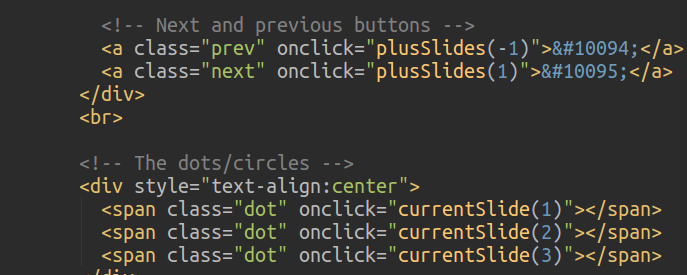 <!-- Next and previous buttons -->
<a class="prev" onclick="plusSlides(-1)">&#10094;</a>
<a class="next" onclick="plusSlides(1)">&#10095;</a>
</div>
<br>
<!-- The dots/circles -->
<div style="text-align:center">
<span class="dot" onclick="currentSlide(1)"></span>
<span class="dot" onclick="currentSlide(2)"></span>
<span class="dot" onclick="currentSlide(3)"></span>
</div>